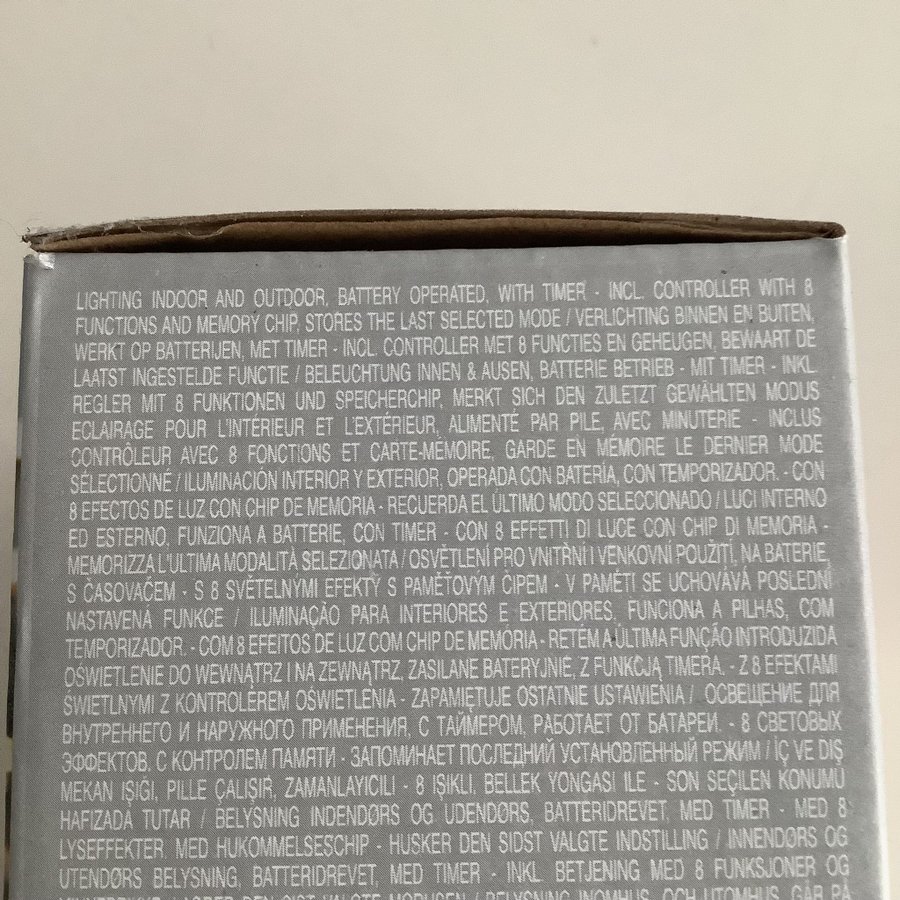 LIGHTING INDOOR AND OUTDOOR, BATTERY OPERATED, WITH TIMER - INCL. CONTROLLER WITH 8
FUNCTIONS AND MEMORY CHIP, STORES THE LAST SELECTED MODE / VERLICHTING BINNEN EN BUITEN,
WERKT OP BATTERIJEN, MET TIMER - INCL. CONTROLLER MET 8 FUNCTIES EN GEHEUGEN, BEWAART DE
LAATST INGESTELDE FUNCTIE / BELEUCHTUNG INNEN & AUSEN, BATTERIE BETRIEB - MIT TIMER - INKL.
REGLER MIT 8 FUNKTIONEN UND SPEICHERCHIP, MERKT SICH DEN ZULETZT GEWÄHLTEN MODUS
ECLAIRAGE POUR L'INTÉRIEUR ET L'EXTÉRIEUR, ALIMENTÉ PAR PILE, AVEC MINUTERIE - INCLUS
CONTRÔLEUR AVEC 8 FONCTIONS ET CARTE-MÉMOIRE, GARDE EN MÉMOIRE LE DERNIER MODE
SÉLECTIONNÉ / ILUMINACIÓN INTERIOR Y EXTERIOR, OPERADA CON BATERÍA, CON TEMPORIZADOR. - CON
8 EFECTOS DE LUZ CON CHIP DE MEMORIA - RECUERDA EL ÚLTIMO MODO SELECCIONADO / LUCI INTERNO
ED ESTERNO, FUNZIONA A BATTERIE, CON TIMER - CON 8 EFFETTI DI LUCE CON CHIP DI MEMORIA -
MEMORIZZA L'ULTIMA MODALITÀ SELEZIONATA / OSVĚTLENÍ PRO VNITŘNÍ I VENKOVNÍ POUŽITÍ, NA BATERIE,
S ČASOVAČEM - S 8 SVĚTELNÝMI EFEKTY S PAMĚŤOVÝM ČIPEM - V PAMĚTI SE UCHOVÁVÁ POSLEDNÍ
NASTAVENÁ FUNKCE / ILUMINAÇÃO PARA INTERIORES E EXTERIORES, FUNCIONA A PILHAS, COM
TEMPORIZADOR. - COM 8 EFEITOS DE LUZ COM CHIP DE MEMÓRIA - RETÉM A ÚLTIMA FUNÇÃO INTRODUZIDA
OŚWIETLENIE DO WEWNĄTRZ I NA ZEWNĄTRZ, ZASILANE BATERYJNIE, Z FUNKCJĄ TIMERA. - Z 8 EFEKTAMI
ŚWIETLNYMI Z KONTROLEREM OŚWIETLENIA - ZAPAMIĘTUJE OSTATNIE USTAWIENIA / ОСВЕЩЕНИЕ ДЛЯ
ВНУТРЕННЕГО И НАРУЖНОГО ПРИМЕНЕНИЯ, С ТАЙМЕРОМ, РАБОТАЕТ ОТ БАТАРЕИ. - 8 СВЕТОВЫХ
ЭФФЕКТОВ. С КОНТРОЛЕМ ПАМЯТИ - ЗАПОМИНАЕТ ПОСЛЕДНИЙ УСТАНОВЛЕННЫЙ РЕЖИМ / İÇ VE DIŞ
MEKAN IŞIĞI, PİLLE ÇALIŞIR, ZAMANLAYICILI - 8 IŞIKLI, BELLEK YONGASI ILE - SON SEÇILEN KONUMU
HAFIZADA TUTAR / BELYSNING INDENDØRS OG UDENDØRS, BATTERIDREVET, MED TIMER - MED 8
LYSEFFEKTER, MED HUKOMMELSESCHIP - HUSKER DEN SIDST VALGTE INDSTILLING / INNENDØRS OG
UTENDØRS BELYSNING, BATTERIDREVET, MED TIMER - INKL. BETJENING MED 8 FUNKSJONER OG
BELYSNING INOMHUS OCH UTOMHUS, GÅR PÅ